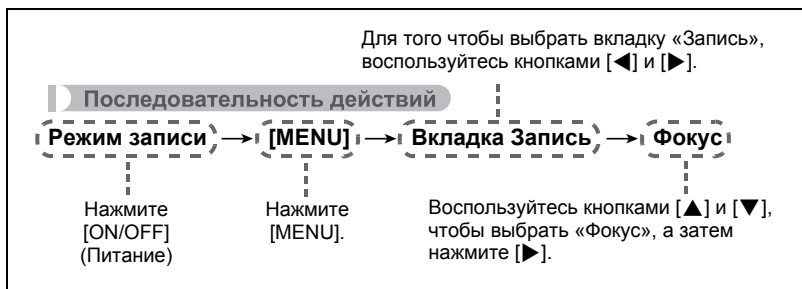 Для того чтобы выбрать вкладку «Запись»,
воспользуйтесь кнопками [◀] и [▶].
Последовательность действий
Режим записи → [MENU] → Вкладка Запись → Фокус
Нажмите
[ON/OFF]
(Питание)
Нажмите
[MENU].
Воспользуйтесь кнопками [▲] и [▼],
чтобы выбрать «Фокус», а затем
нажмите [▶].